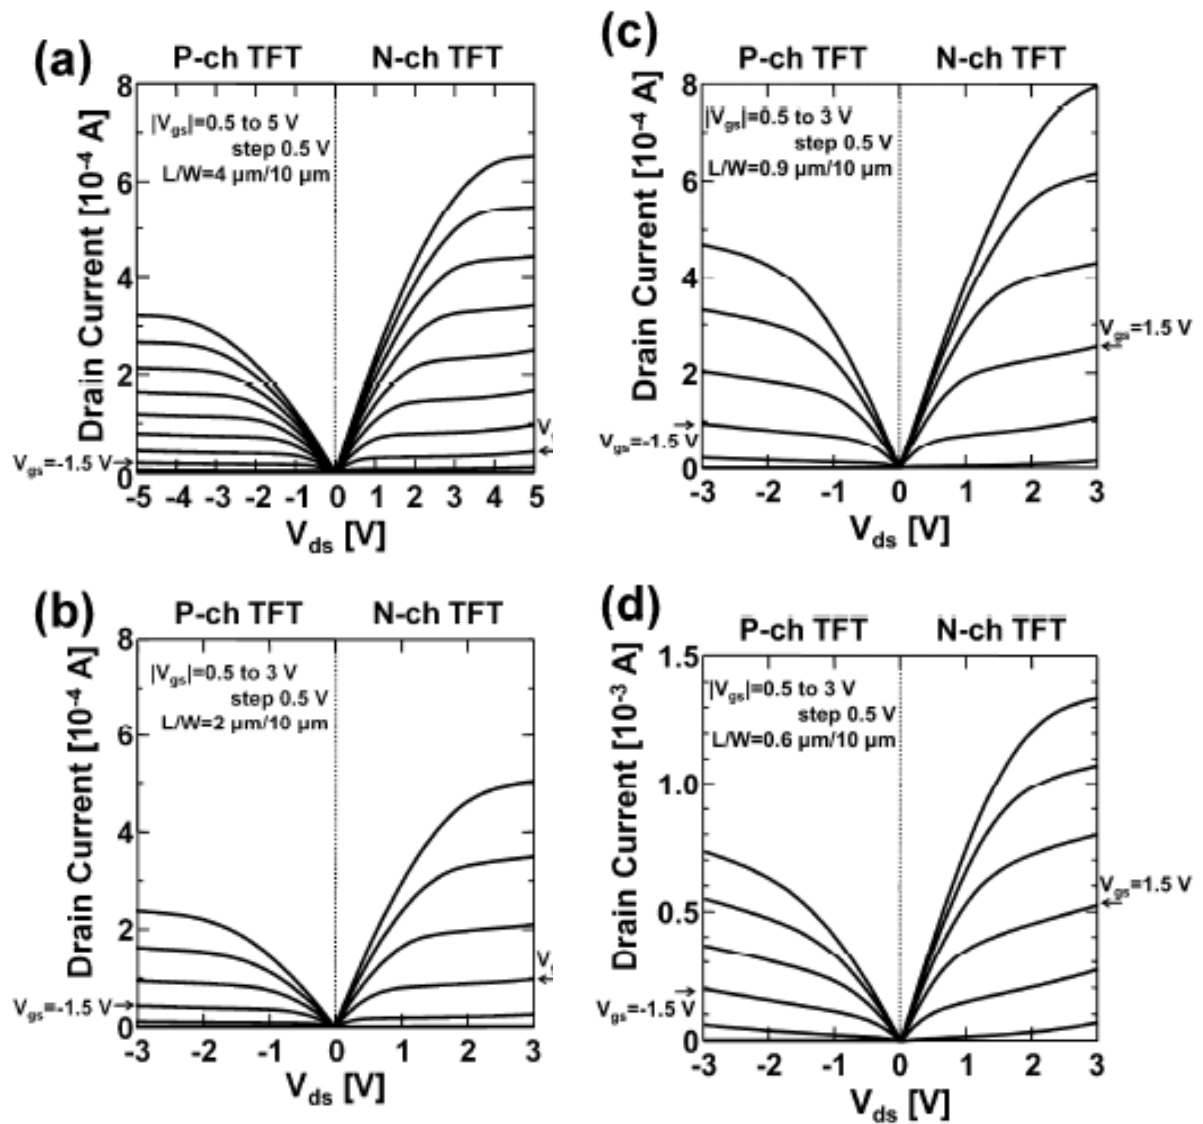 (a)
P-ch TFT N-ch TFT
|Vgs|=0.5 to 5 V
step 0.5 V
L/W=4 µm/10 µm
Drain Current [10-4 A]
8
6
4
2
0
Vgs=-1.5 V
V
-5 -4 -3 -2 -1 0 1 2 3 4 5
Vds [V]
(b)
P-ch TFT N-ch TFT
|Vgs|=0.5 to 3 V
step 0.5 V
L/W=2 µm/10 µm
Drain Current [10-4 A]
8
6
4
2
0
Vgs=-1.5 V
V
-3 -2 -1 0 1 2 3
Vds [V]
(c)
P-ch TFT N-ch TFT
|Vgs|=0.5 to 3 V
step 0.5 V
L/W=0.9 µm/10 µm
Drain Current [10-4 A]
8
6
4
2
0
Vgs=1.5 V
Vgs=-1.5 V
-3 -2 -1 0 1 2 3
Vds [V]
(d)
P-ch TFT N-ch TFT
|Vgs|=0.5 to 3 V
step 0.5 V
L/W=0.6 µm/10 µm
Drain Current [10-3 A]
1.5
1.0
0.5
0
Vgs=1.5 V
Vgs=-1.5 V
-3 -2 -1 0 1 2 3
Vds [V]